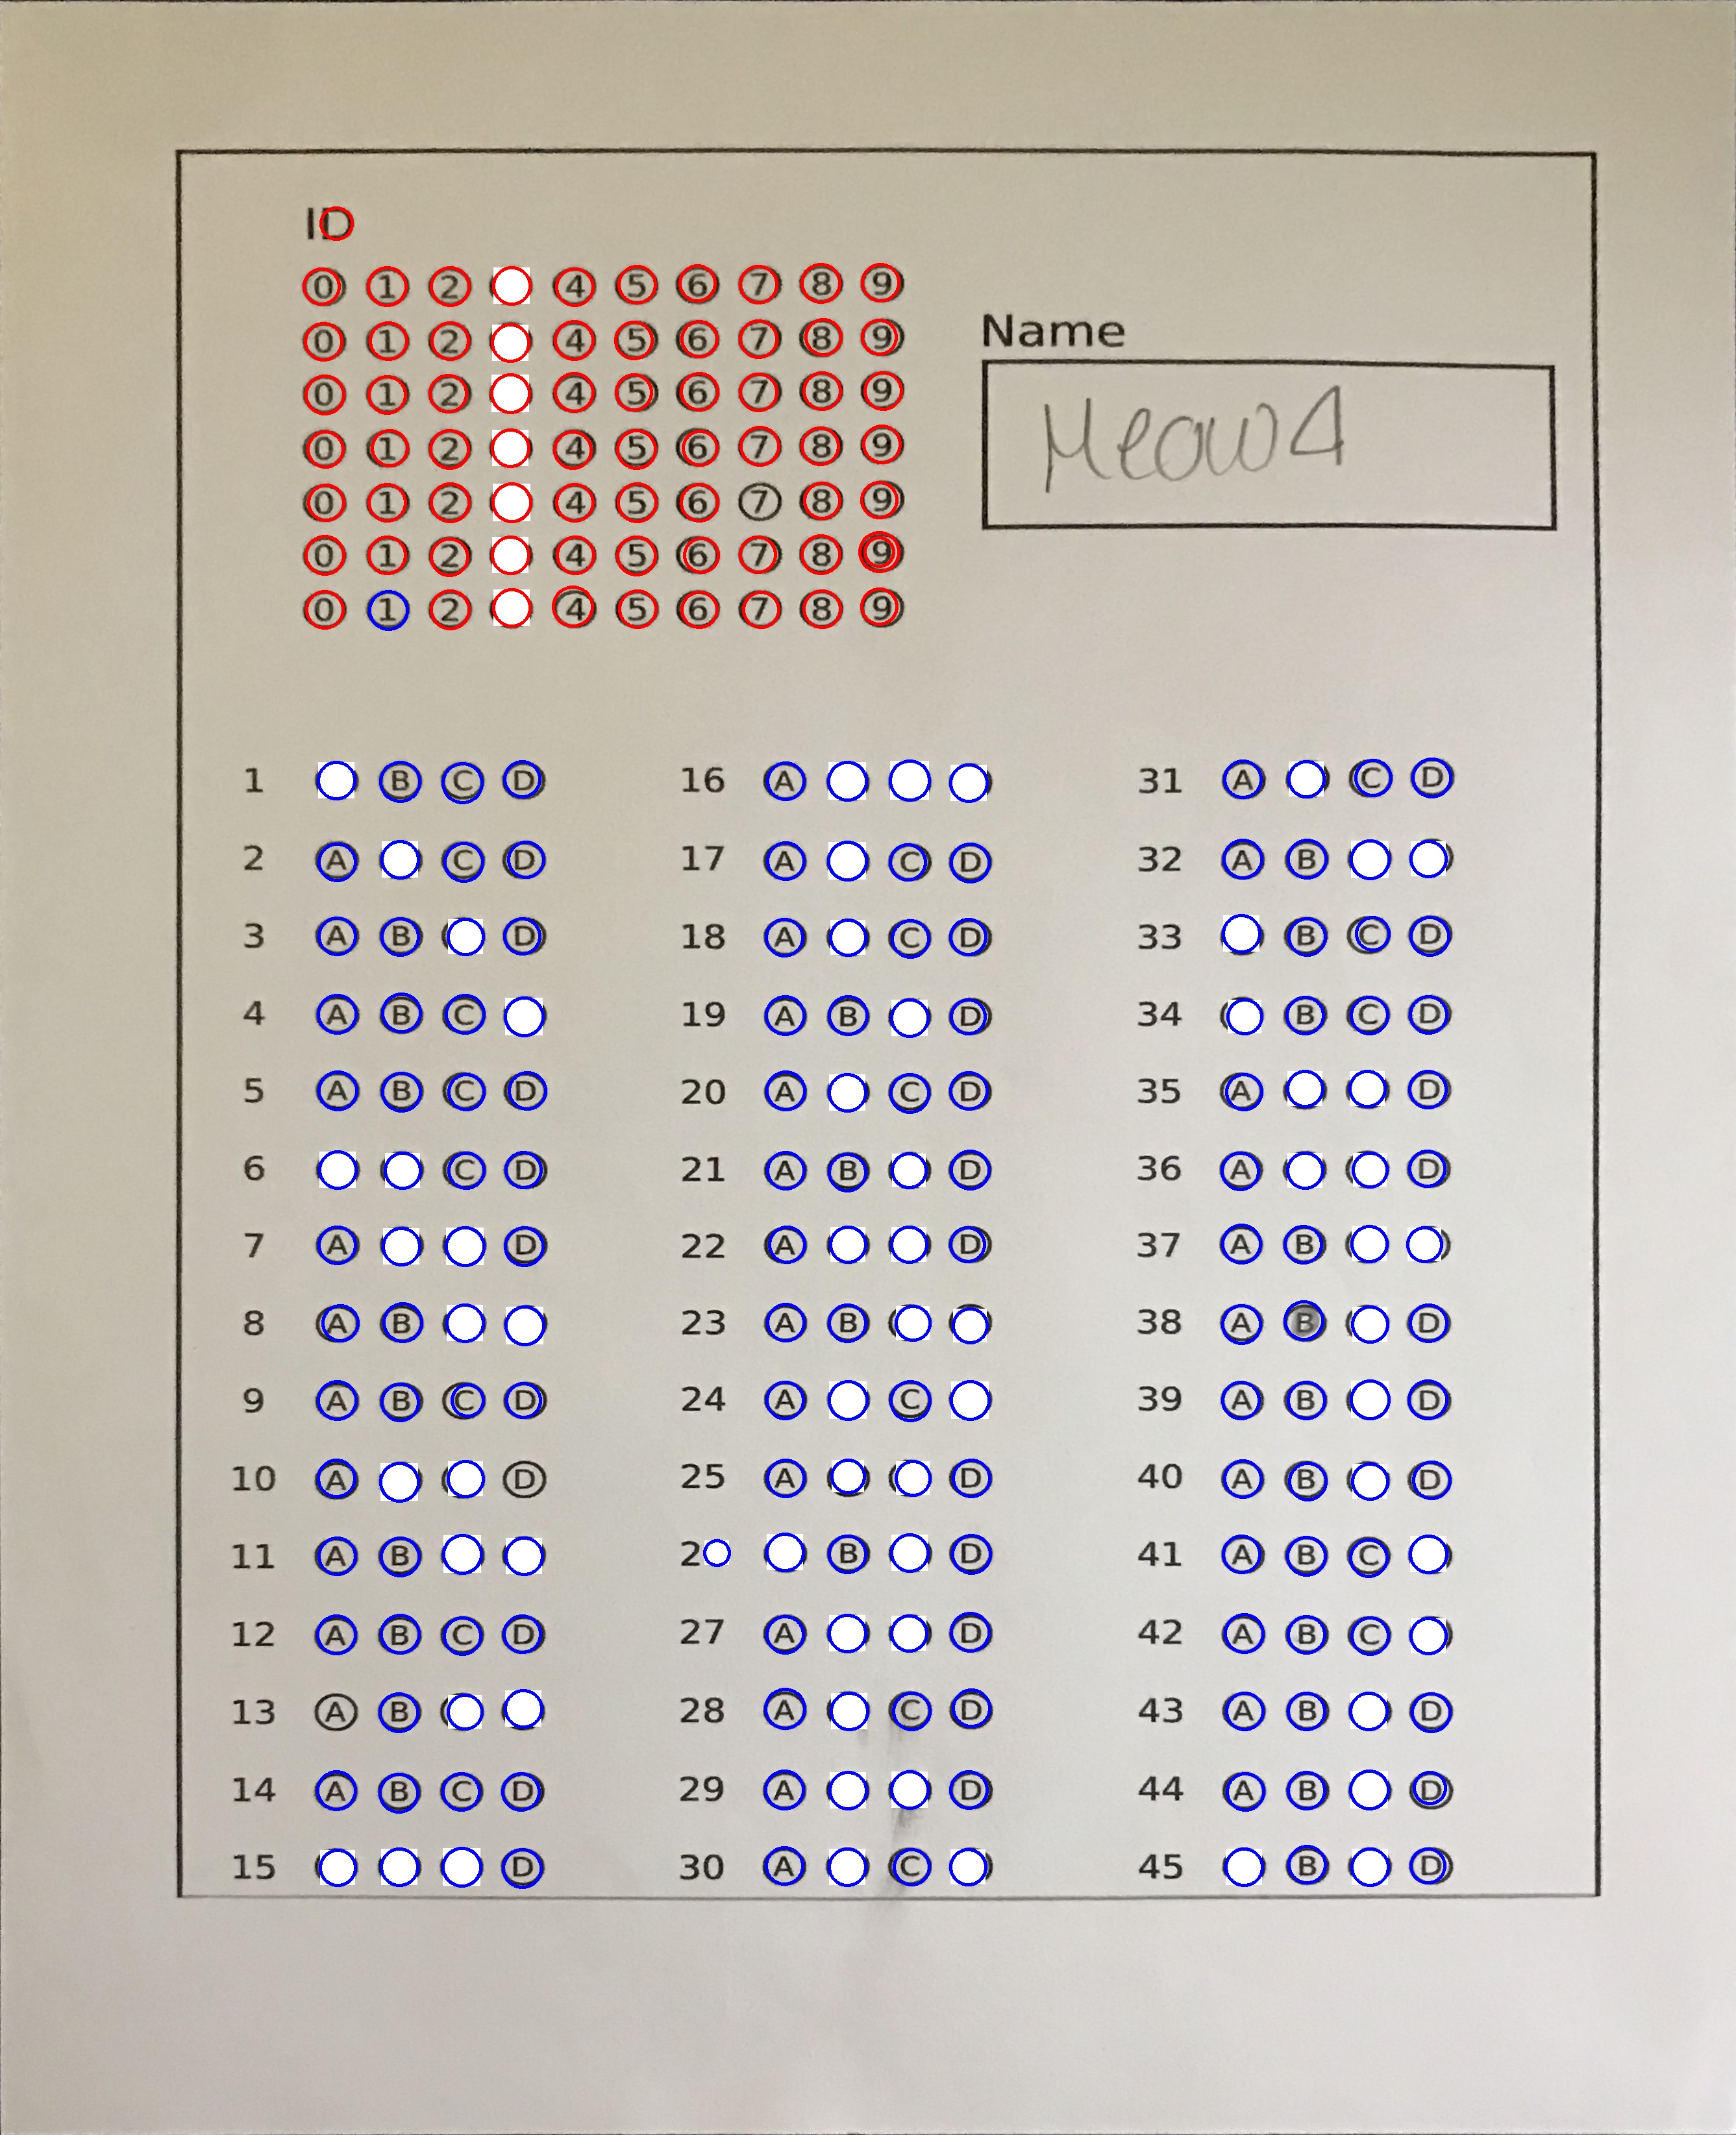 ID
0 1 2 4 5 6 7 8 9
0 1 2 4 5 6 7 8 9
0 1 2 4 5 6 7 8 9
0 1 2 4 5 6 7 8 9
0 1 2 4 5 6 7 8 9
0 1 2 4 5 6 7 8 9
0 1 2 4 5 6 7 8 9
Name
Meow4
1 B C D
2 A C D
3 A B D
4 A B C
5 A B C D
6 C D
7 A D
8 A B
9 A B C D
10 A D
11 A B
12 A B C D
13 A B
14 A B C D
15 D
16 A
17 A C D
18 A C D
19 A B D
20 A C D
21 A B D
22 A D
23 A B
24 A C
25 A D
2 B D
27 A D
28 A C D
29 A D
30 A C
31 A C D
32 A B
33 B C D
34 B C D
35 A D
36 A D
37 A B
38 A B D
39 A B D
40 A B D
41 A B C
42 A B C
43 A B D
44 A B D
45 B D